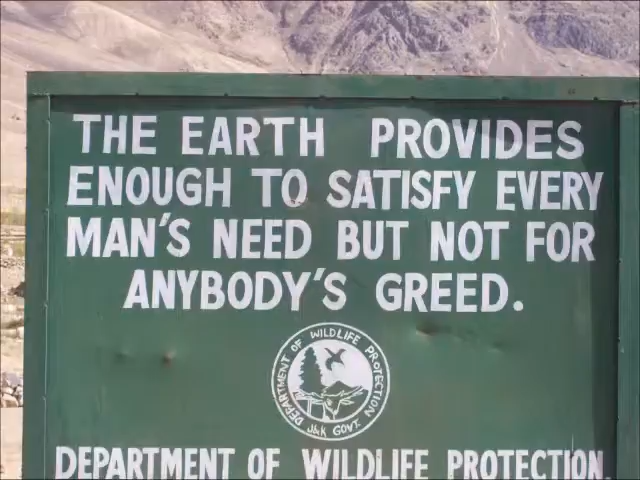 THE EARTH PROVIDES
ENOUGH TO SATISFY EVERY
MAN'S NEED BUT NOT FOR
ANYBODY'S GREED.
DEPARTMENT OF WILDLIFE PROTECTION
J&K GOVT.
DEPARTMENT OF WILDLIFE PROTECTION.